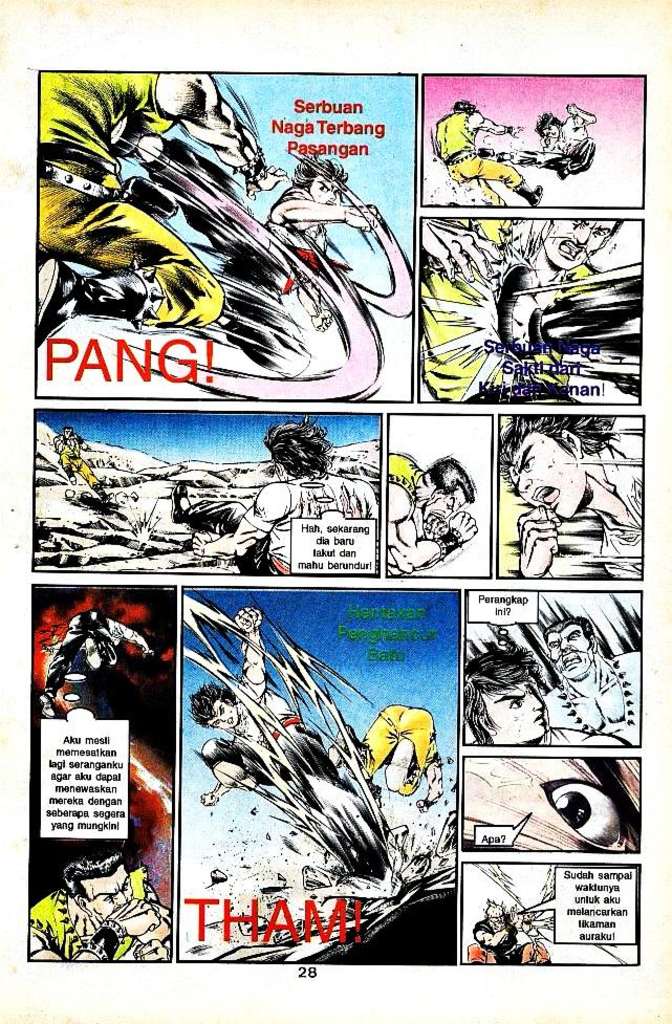 Serbuan
Naga Terbang
Pasangan
PANG!
Serbuan Naga
Sakti dari
Kiri dan Kanan!
Hah, sekarang
dia baru
takut dan
mahu berundur!
Aku mesti
memesatkan
lagi seranganku
agar aku dapat
menewaskan
mereka dengan
seberapa segera
yang mungkin!
Hentakan
Penghancur
Batu
THAM!
Perangkap
ini?
Apa?
Sudah sampai
waktunya
untuk aku
melancarkan
tikaman
auraku!
28